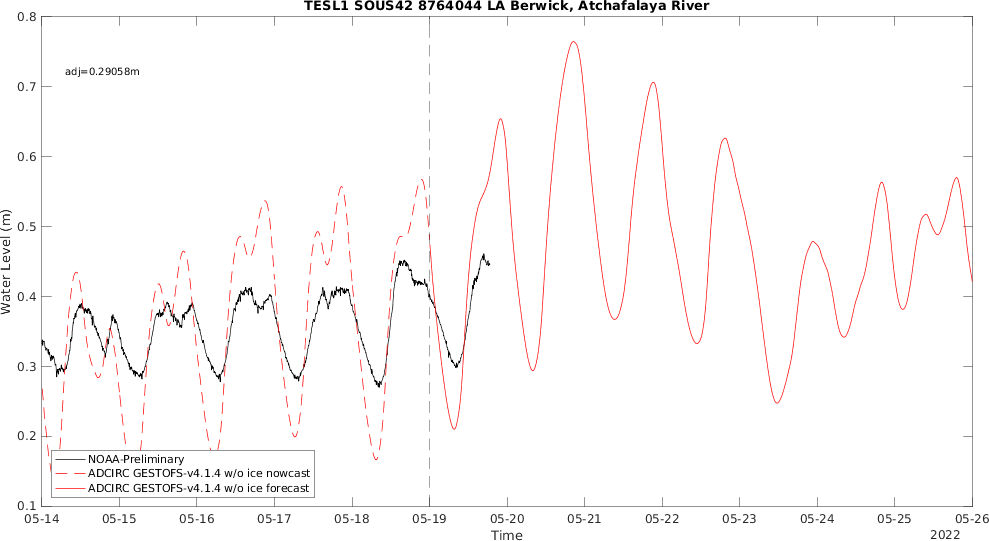 TESL1 SOUS42 8764044 LA Berwick, Atchafalaya River
adj=0.29058m
Water Level (m)
0.8
0.7
0.6
0.5
0.4
0.3
0.2
0.1
NOAA-Preliminary
ADCIRC GESTOFS-v4.1.4 w/o ice nowcast
ADCIRC GESTOFS-v4.1.4 w/o ice forecast
05-14 05-15 05-16 05-17 05-18 05-19 05-20 05-21 05-22 05-23 05-24 05-25 05-26
Time
2022